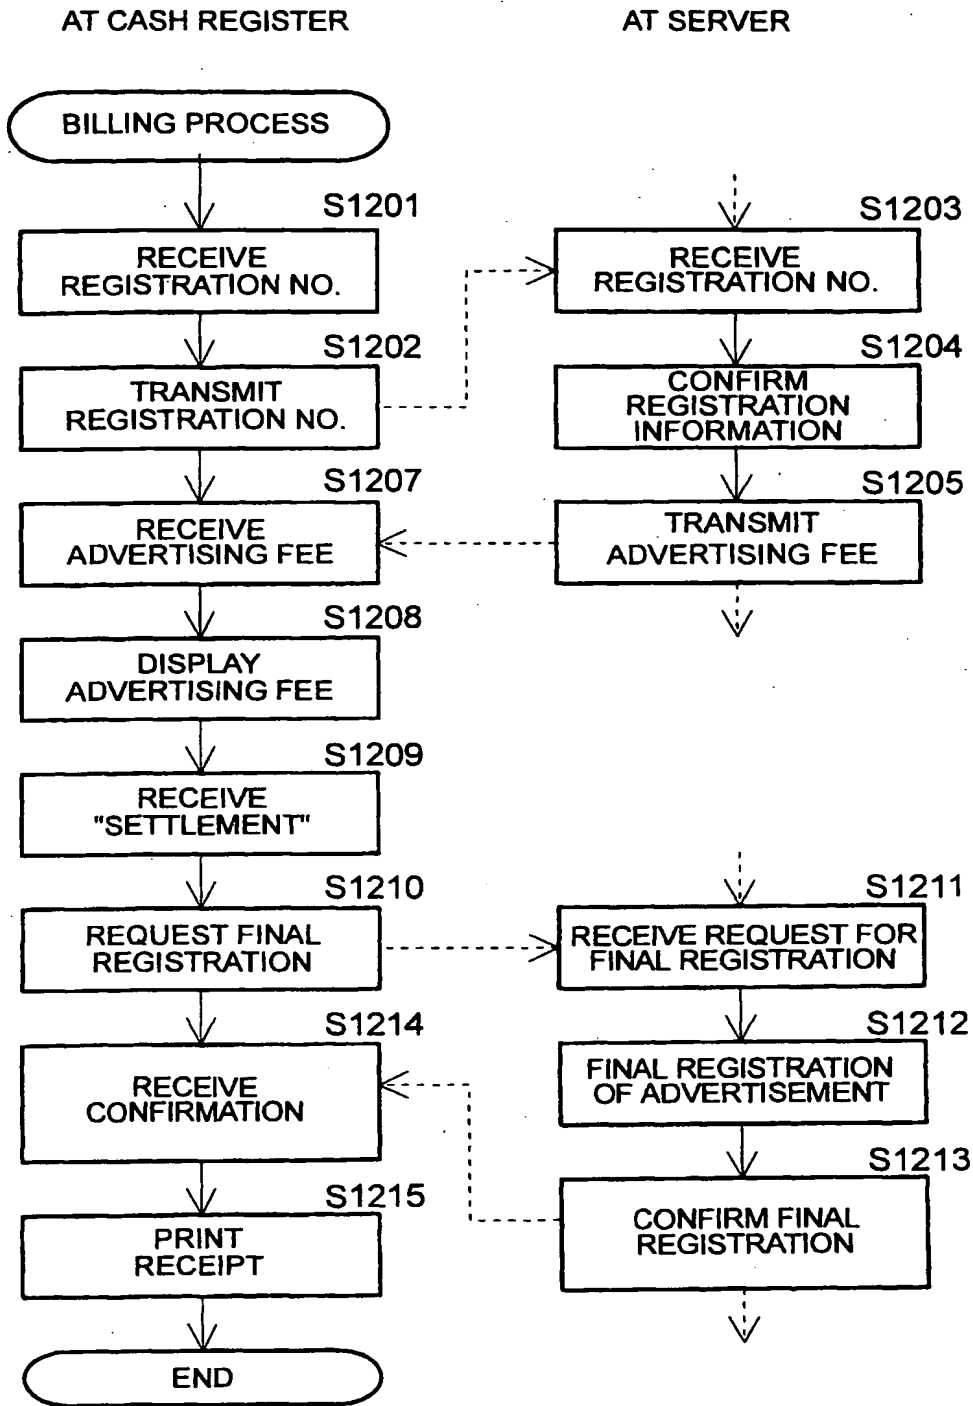 AT CASH REGISTER
AT SERVER
BILLING PROCESS
S1201
RECEIVE
REGISTRATION NO.
S1203
RECEIVE
REGISTRATION NO.
S1202
TRANSMIT
REGISTRATION NO.
S1204
CONFIRM
REGISTRATION
INFORMATION
S1207
RECEIVE
ADVERTISING FEE
S1205
TRANSMIT
ADVERTISING FEE
S1208
DISPLAY
ADVERTISING FEE
S1209
RECEIVE
"SETTLEMENT"
S1210
REQUEST FINAL
REGISTRATION
S1211
RECEIVE REQUEST FOR
FINAL REGISTRATION
S1214
RECEIVE
CONFIRMATION
S1212
FINAL REGISTRATION
OF ADVERTISEMENT
S1213
CONFIRM FINAL
REGISTRATION
S1215
PRINT
RECEIPT
END